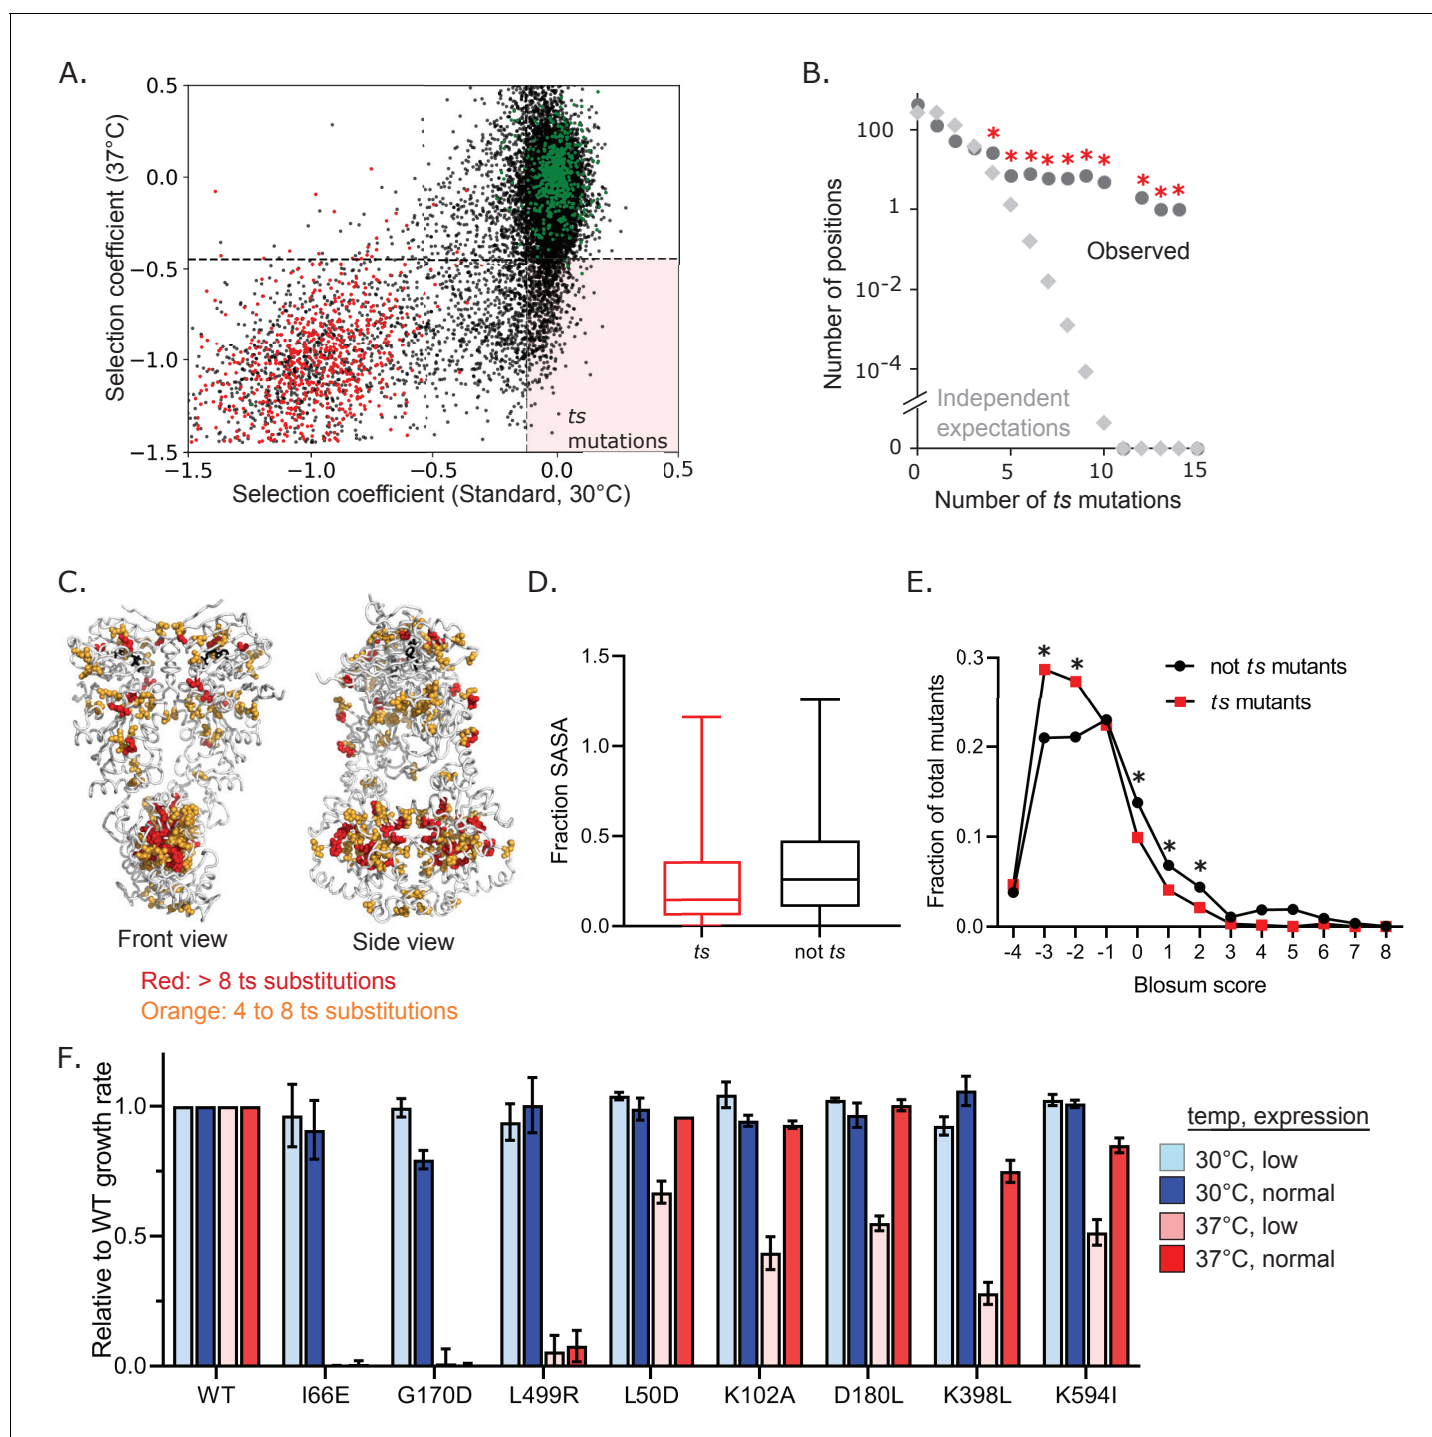 A.
0.5
0.0
−0.5
−1.0
−1.5
Selection coefficient (37°C)
ts
mutations
−1.5
−1.0
−0.5
0.0
0.5
Selection coefficient (Standard, 30°C)
B.
100
1
10-2
10-4
0
Number of positions
* * * * * * * * * *
Observed
Independent
expectations
0
5
10
15
Number of ts mutations
C.
Front view
Side view
Red: > 8 ts substitutions
Orange: 4 to 8 ts substitutions
D.
1.5
1.0
0.5
0.0
Fraction SASA
ts
not ts
E.
0.3
0.2
0.1
0.0
Fraction of total mutants
* * * * *
not ts mutants
ts mutants
-4 -3 -2 -1 0 1 2 3 4 5 6 7 8
Blosum score
F.
1.0
0.5
0.0
Relative to WT growth rate
WT I66E G170D L499R L50D K102A D180L K398L K594I
temp, expression
30°C, low
30°C, normal
37°C, low
37°C, normal